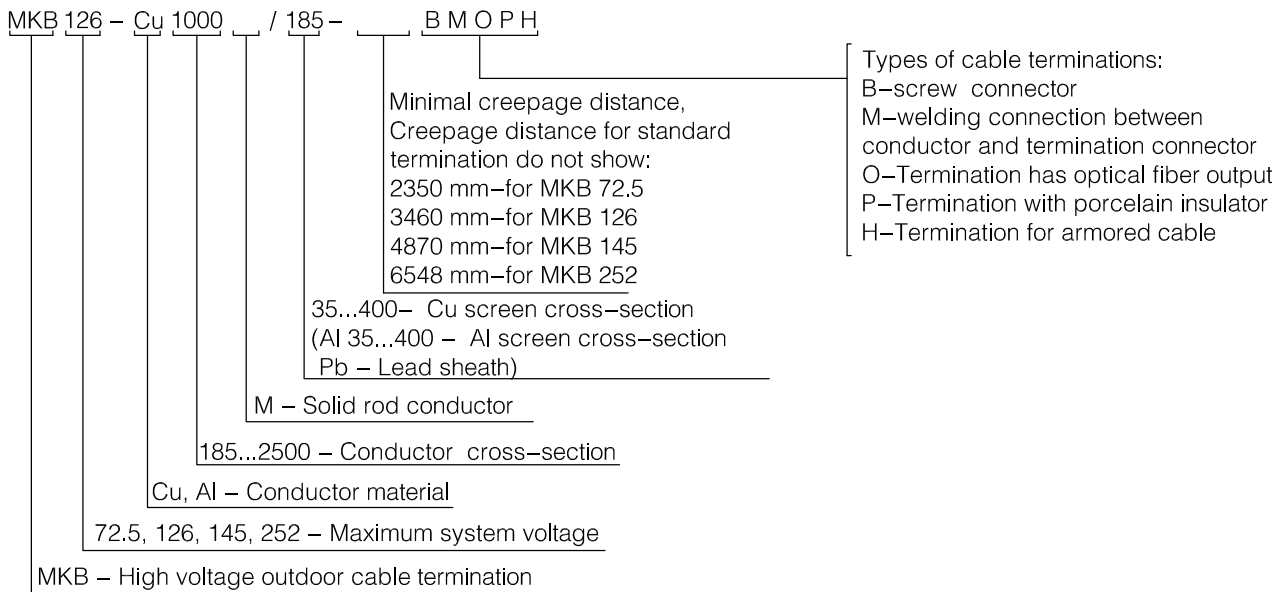 MKB 126 – Cu 1000 _ / 185 – _ B M O P H
Types of cable terminations:
B–screw connector
M–welding connection between
conductor and termination connector
O–Termination has optical fiber output
P–Termination with porcelain insulator
H–Termination for armored cable
Minimal creepage distance,
Creepage distance for standard
termination do not show:
2350 mm–for MKB 72.5
3460 mm–for MKB 126
4870 mm–for MKB 145
6548 mm–for MKB 252
35...400– Cu screen cross–section
(Al 35...400 – Al screen cross–section
Pb – Lead sheath)
M – Solid rod conductor
185...2500 – Conductor cross–section
Cu, Al – Conductor material
72.5, 126, 145, 252 – Maximum system voltage
MKB – High voltage outdoor cable termination